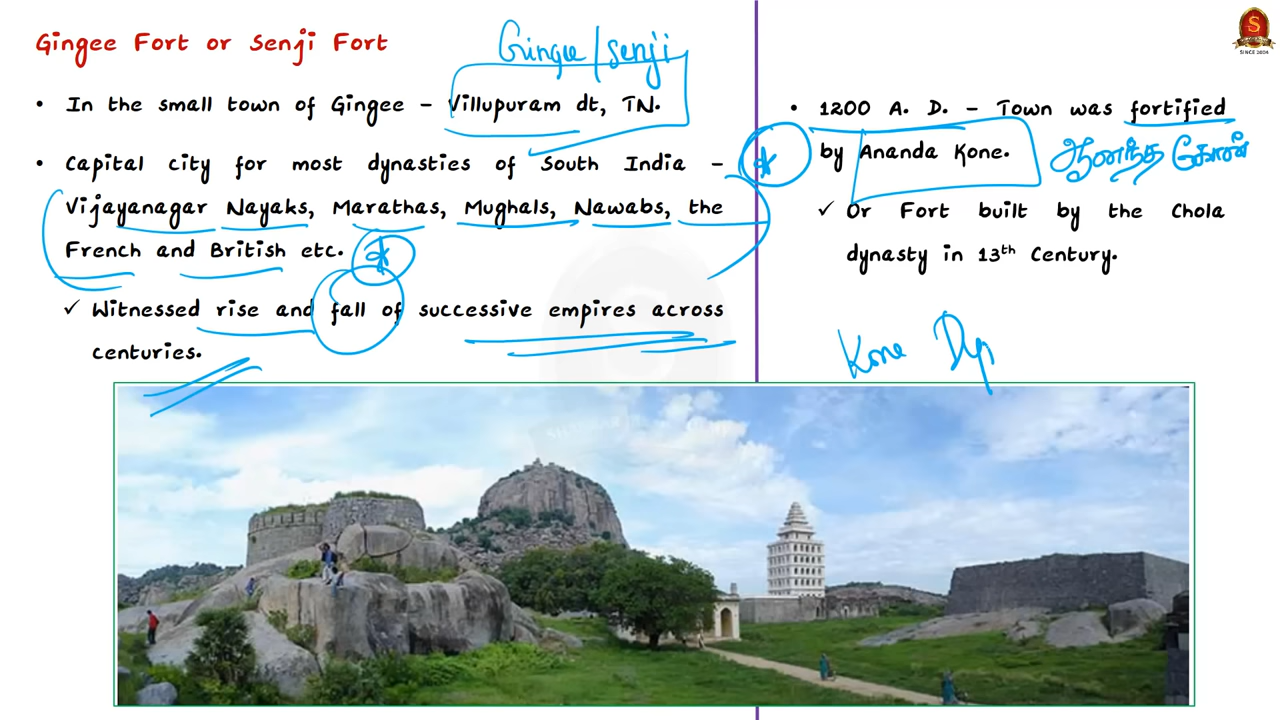 Gingee Fort or Senji Fort
Gingee/Senji
• In the small town of Gingee – Villupuram dt, TN.
• Capital city for most dynasties of South India –
Vijayanagar Nayaks, Marathas, Mughals, Nawabs, the
French and British etc.
✓ Witnessed rise and fall of successive empires across
centuries.
S
SINCE 2004
• 1200 A. D. – Town was fortified
by Ananda Kone.
ஆனந்த கோன்
✓ Or Fort built by the Chola
dynasty in 13th Century.
Kone